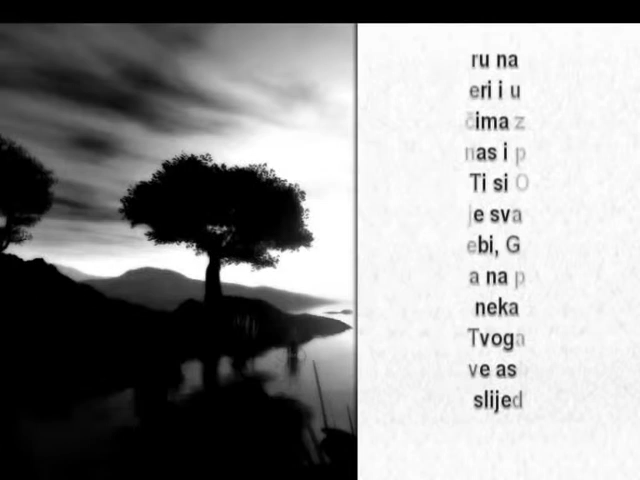 ru na
eri i u
čima z
nas i p
Ti si O
je sva
ebi, G
a na p
neka
Tvoga
ve as
slijed